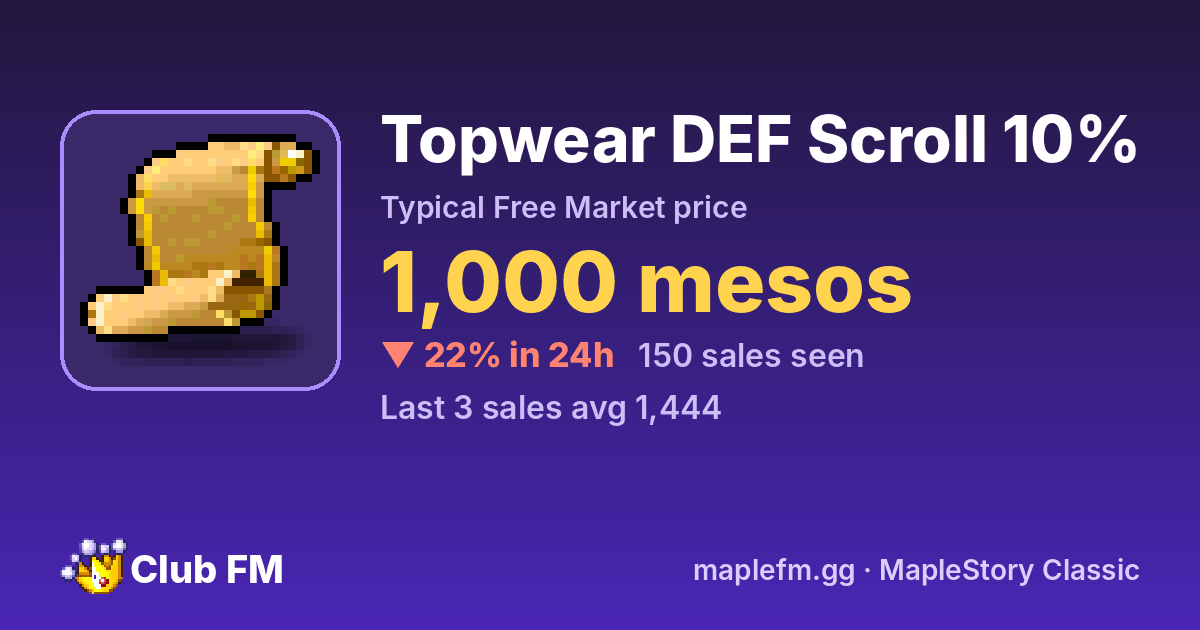 Topwear DEF Scroll 10%
Typical Free Market price
1,000 mesos
▼ 22% in 24h 150 sales seen
Last 3 sales avg 1,444
Club FM
maplefm.gg · MapleStory Classic